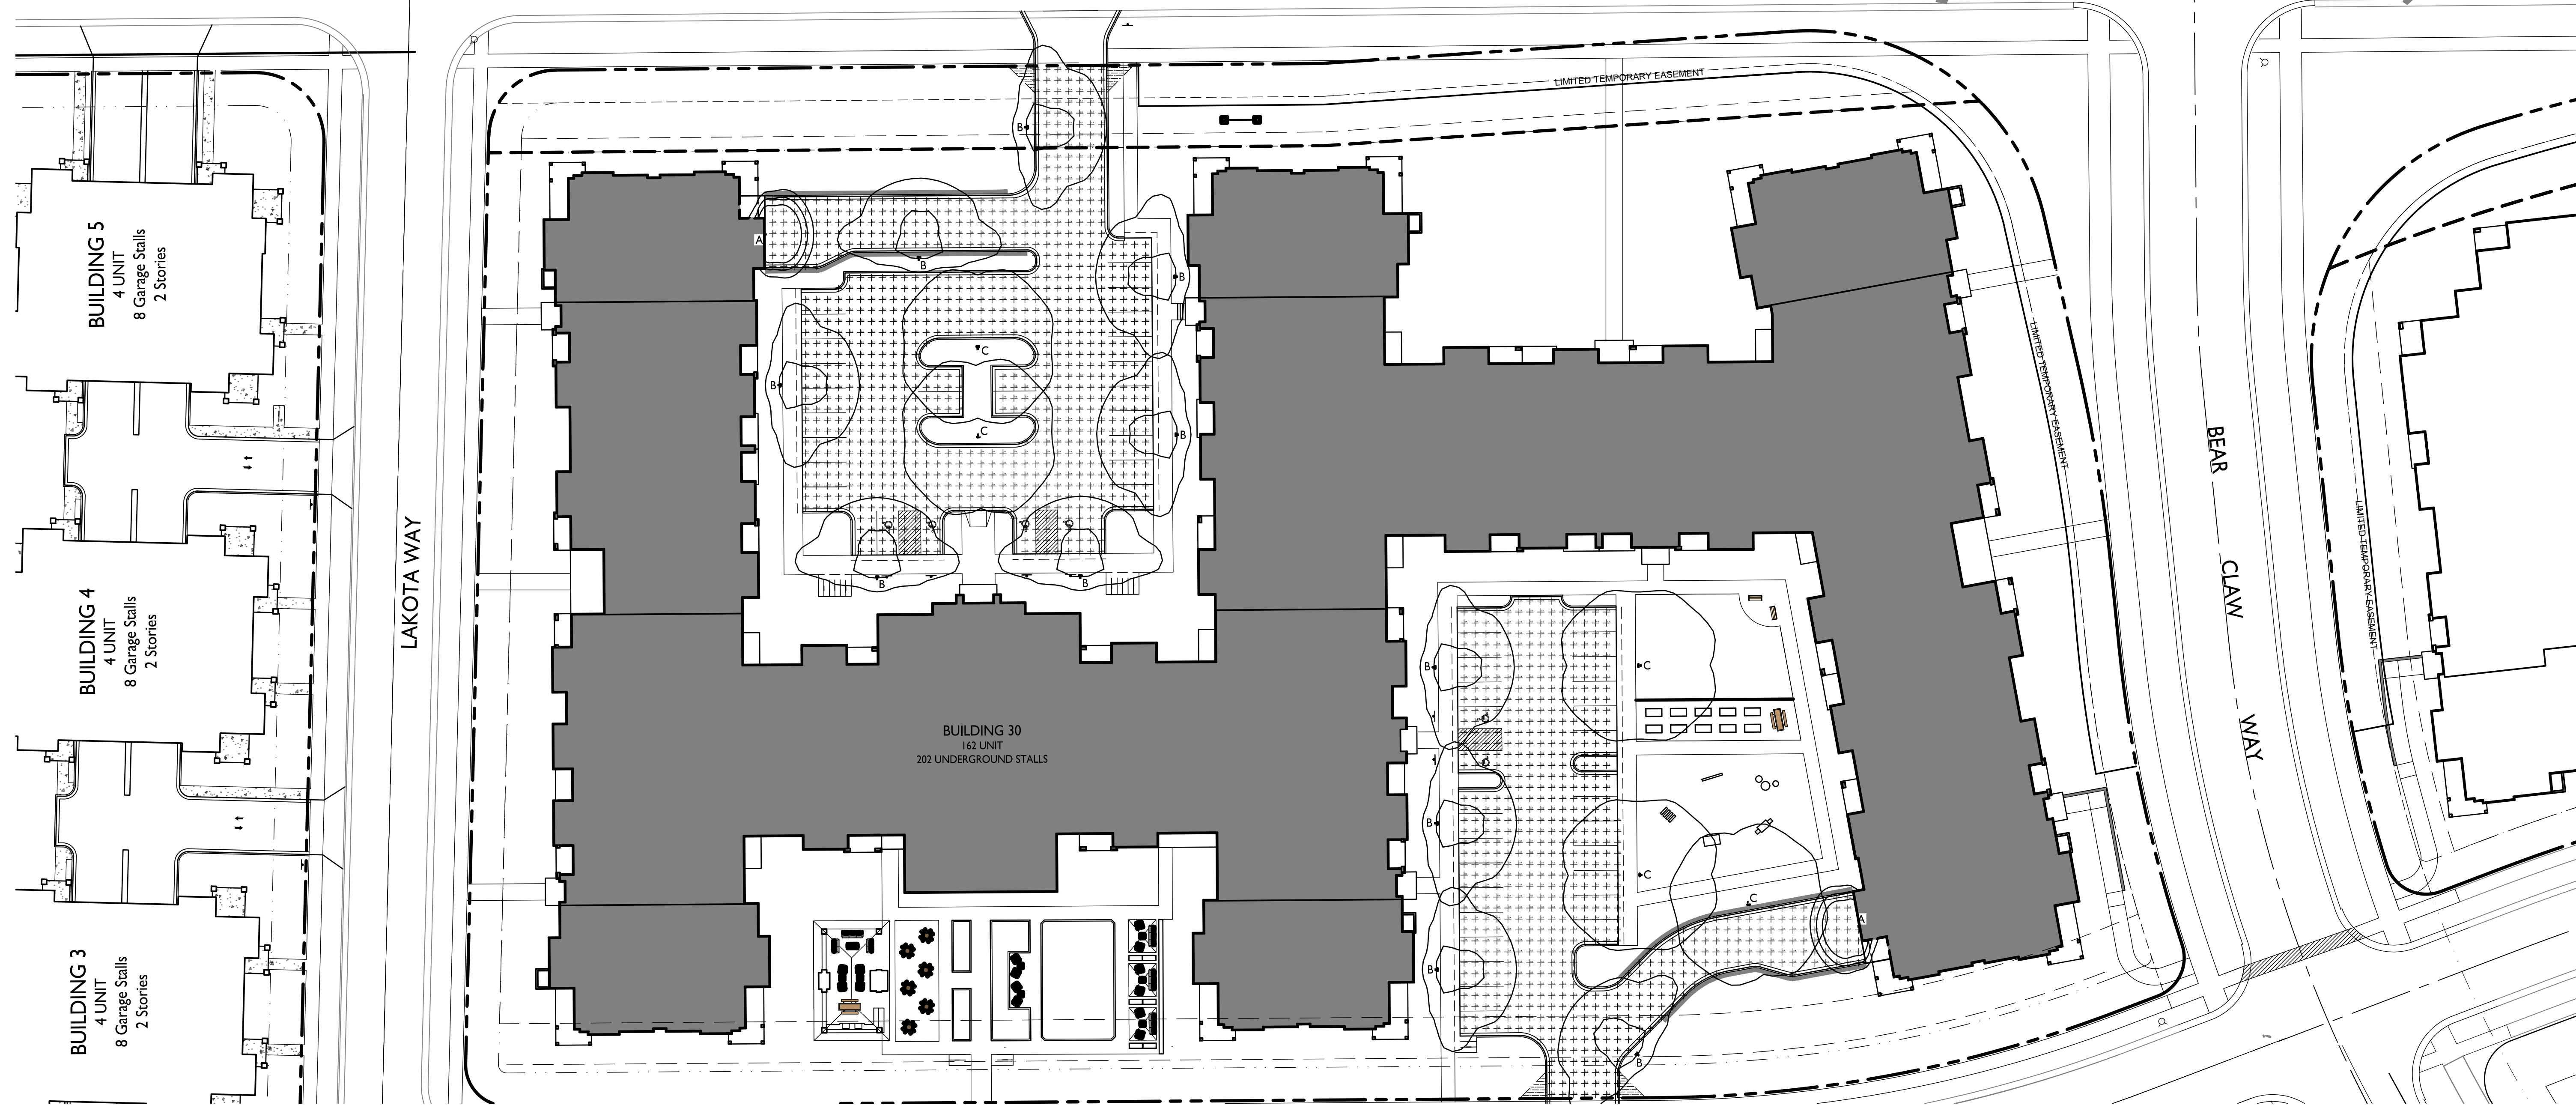 LIMITED TEMPORARY EASEMENT
B
A
B
B
B
C
C
B
B
B
BUILDING 5
4 UNIT
8 Garage Stalls
2 Stories
LAKOTA WAY
BUILDING 4
4 UNIT
8 Garage Stalls
2 Stories
BUILDING 3
4 UNIT
8 Garage Stalls
2 Stories
BUILDING 30
162 UNIT
202 UNDERGROUND STALLS
B
C
B
C
C
A
B
B
LIMITED TEMPORARY EASEMENT
BEAR
CLAW
WAY
LIMITED TEMPORARY EASEMENT